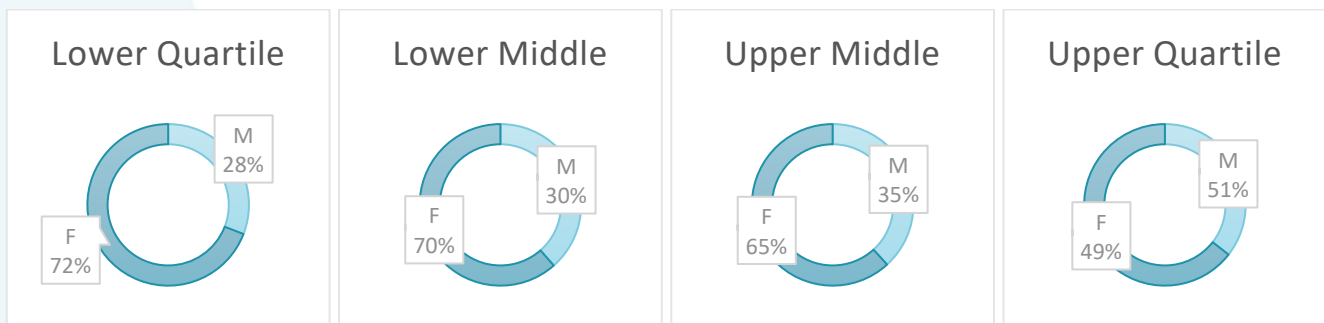 Lower Quartile
M
28%
F
72%
Lower Middle
M
30%
F
70%
Upper Middle
M
35%
F
65%
Upper Quartile
M
51%
F
49%